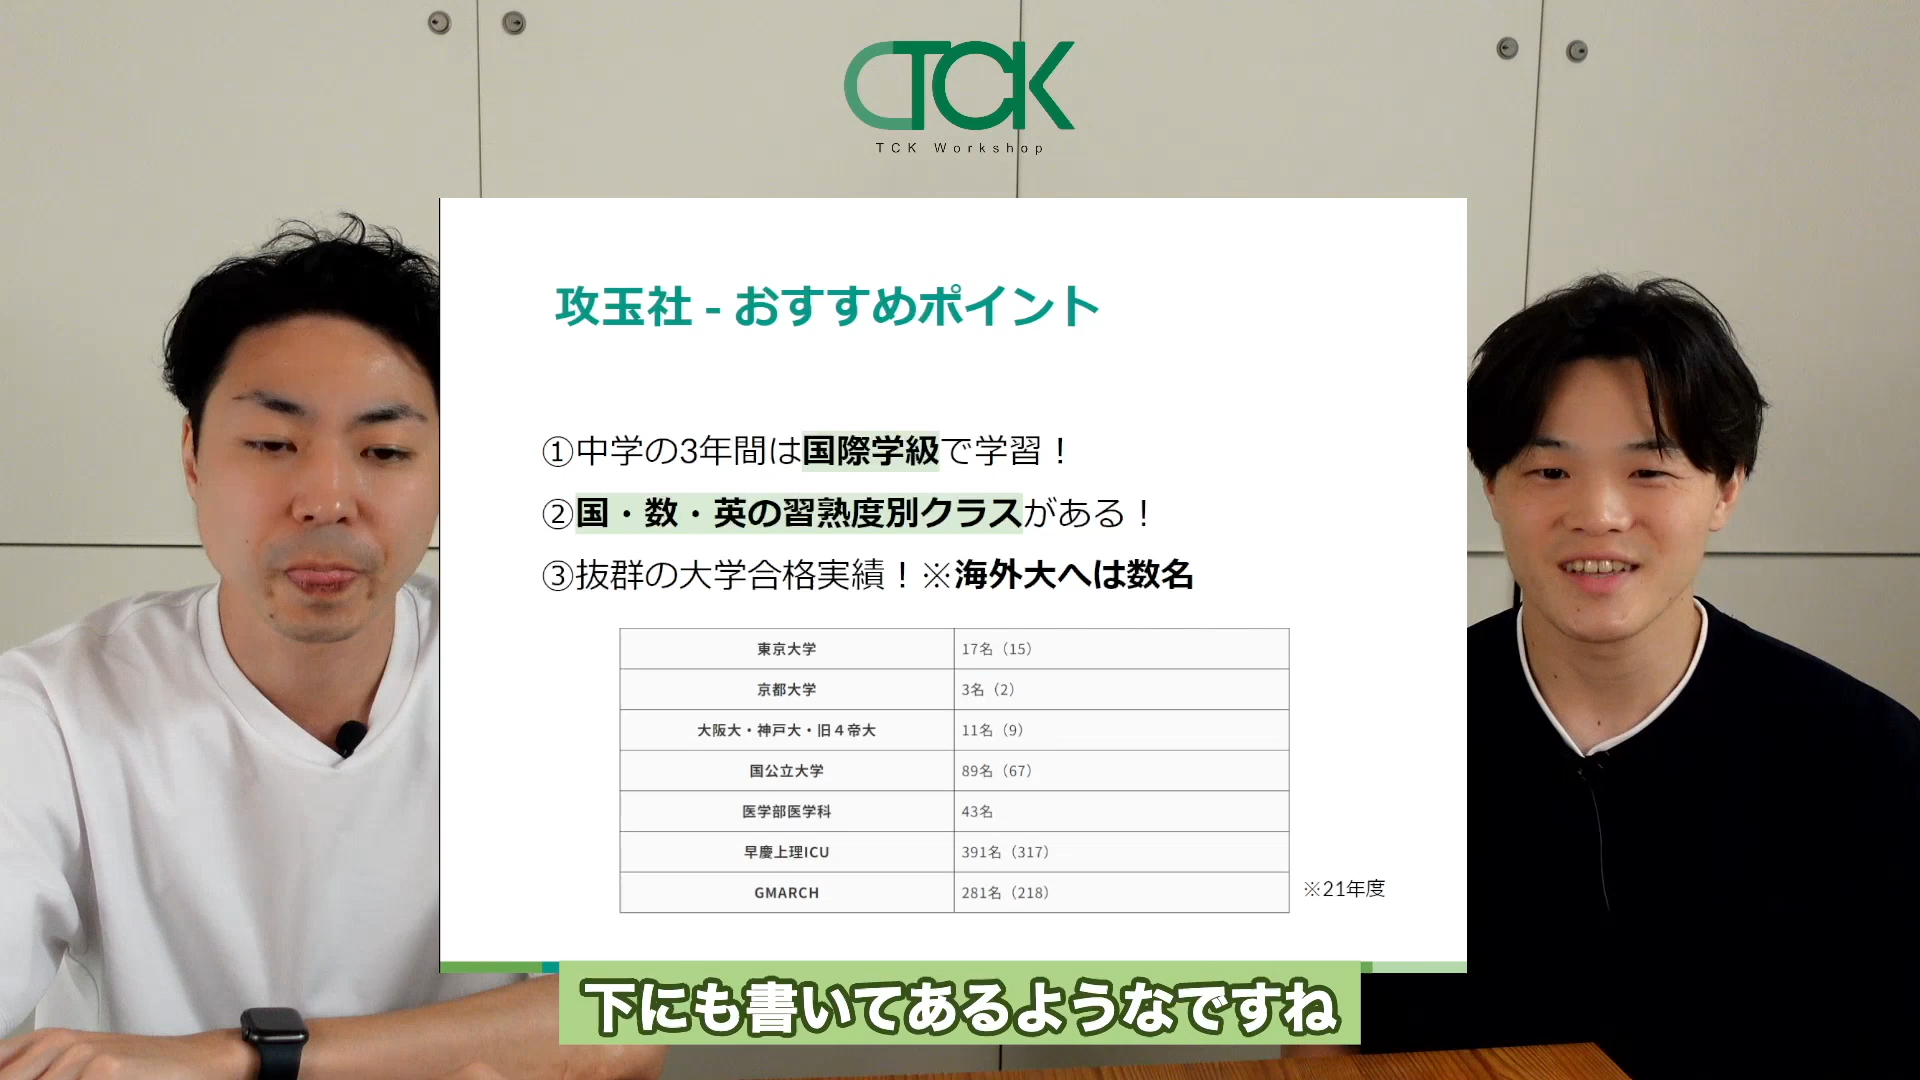 TCK
TCK Workshop
攻玉社 - おすすめポイント
①中学の3年間は国際学級で学習！
②国・数・英の習熟度別クラスがある！
③抜群の大学合格実績！※海外大へは数名
東京大学 17名（15）
京都大学 3名（2）
大阪大・神戸大・旧４帝大 11名（9）
国公立大学 89名（67）
医学部医学科 43名
早慶上理ICU 391名（317）
GMARCH 281名（218）
※21年度
下にも書いてあるようなですね